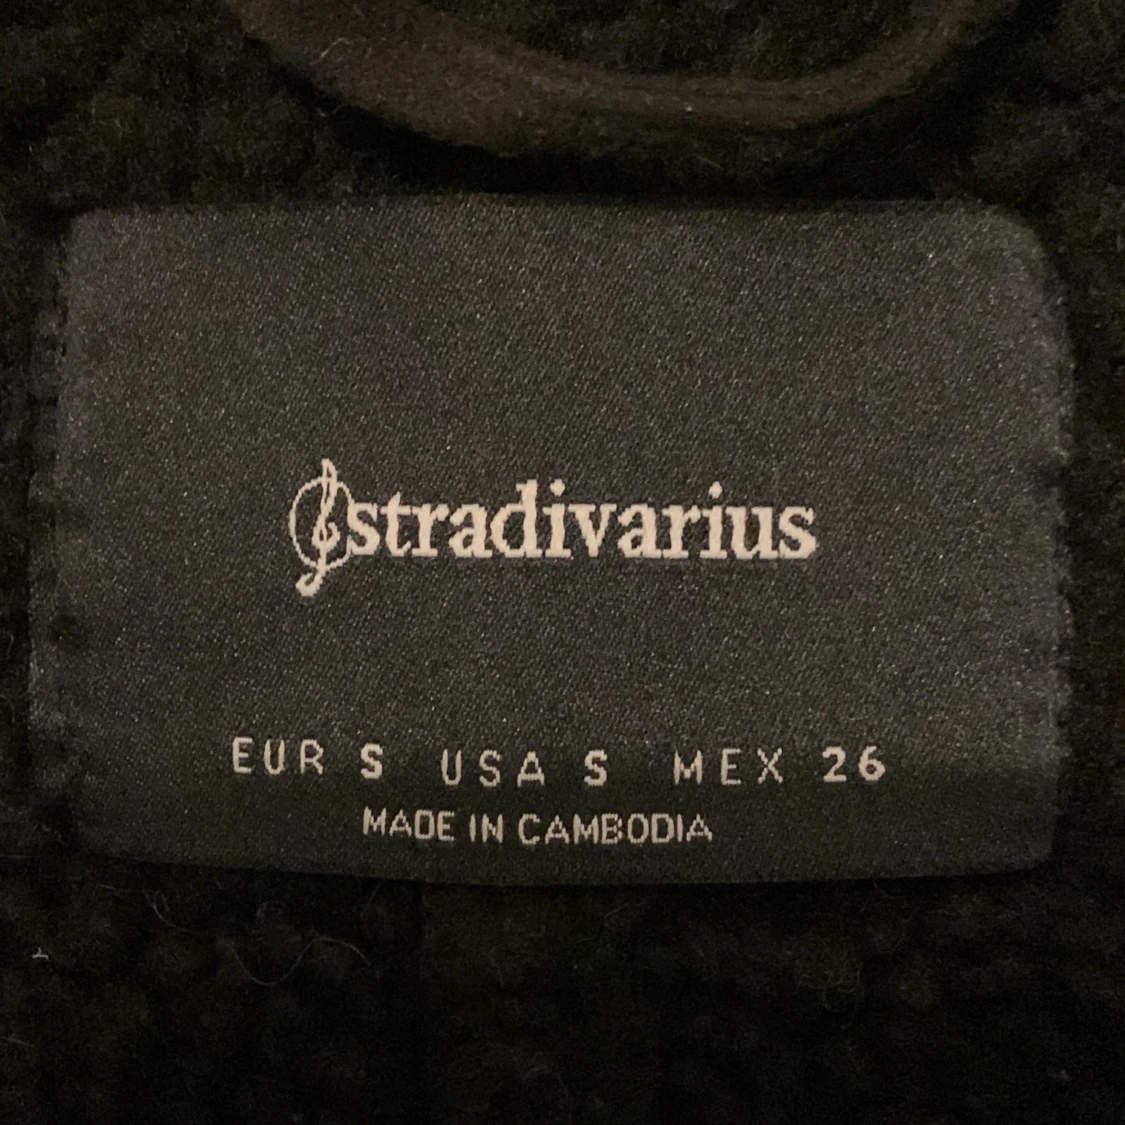 stradivarius
EUR S USA S MEX 26
MADE IN CAMBODIA